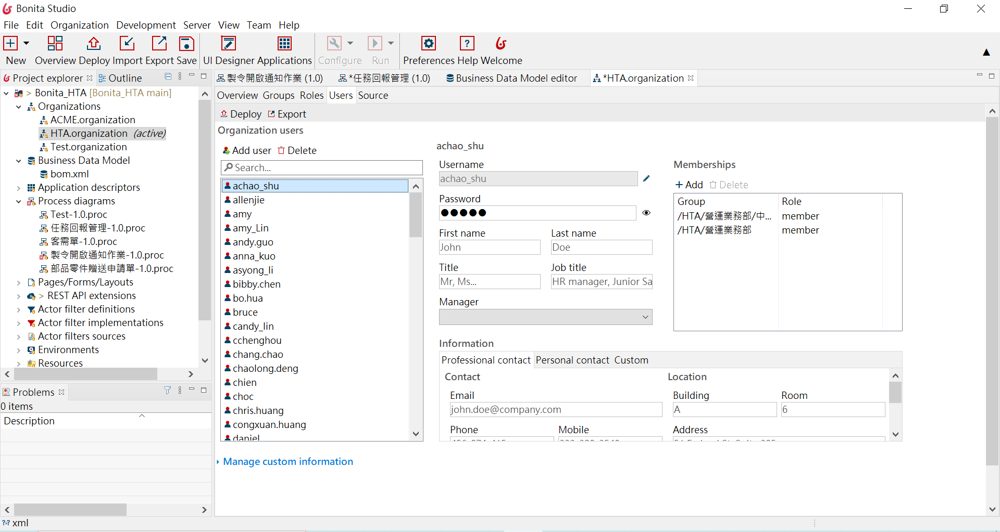 Bonita Studio
File Edit Organization Development Server View Team Help
New Overview Deploy Import Export Save UI Designer Applications Configure Run Preferences Help Welcome
Project explorer Outline
> Bonita_HTA [Bonita_HTA main]
Organizations
ACME.organization
HTA.organization (active)
Test.organization
Business Data Model
bom.xml
Application descriptors
Process diagrams
Test-1.0.proc
任務回報管理-1.0.proc
客需單-1.0.proc
製令開啟通知作業-1.0.proc
部品零件贈送申請單-1.0.proc
Pages/Forms/Layouts
> REST API extensions
Actor filter definitions
Actor filter implementations
Actor filters sources
Environments
Resources
Problems
0 items
Description
xml
製令開啟通知作業 (1.0) *任務回報管理 (1.0) Business Data Model editor *HTA.organization
Overview Groups Roles Users Source
Deploy Export
Organization users
Add user Delete
Search...
achao_shu
allenjie
amy
amy_Lin
andy.guo
anna_kuo
asyong_li
bibby.chen
bo.hua
bruce
candy_lin
cchenghou
chang.chao
chaolong.deng
chien
choc
chris.huang
congxuan.huang
daniel
Manage custom information
achao_shu
Username
achao_shu
Password
First name Last name
John Doe
Title Job title
Mr, Ms... HR manager, Junior Sa
Manager
Memberships
Add Delete
Group Role
/HTA/營運業務部/中... member
/HTA/營運業務部 member
Information
Professional contact Personal contact Custom
Contact Location
Email Building Room
john.doe@company.com A 6
Phone Mobile Address